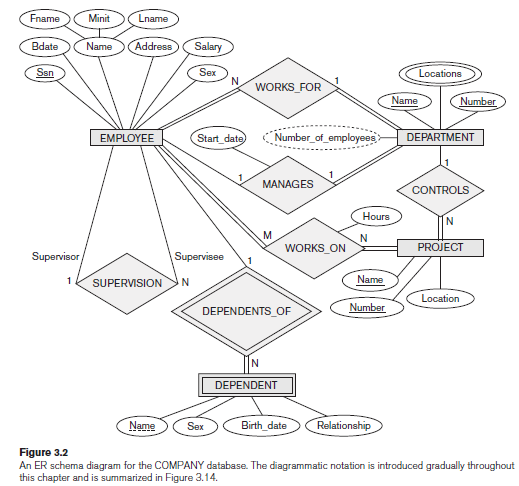 Fname
Minit
Lname
Bdate
Name
Address
Salary
Ssn
Sex
N
WORKS_FOR
1
Locations
Name
Number
EMPLOYEE
Start_date
Number_of_employees
DEPARTMENT
1
MANAGES
1
1
CONTROLS
Hours
M
WORKS_ON
N
N
PROJECT
Supervisor
Supervisee
1
SUPERVISION
N
1
Name
Number
Location
DEPENDENTS_OF
N
DEPENDENT
Name
Sex
Birth_date
Relationship
Figure 3.2
An ER schema diagram for the COMPANY database. The diagrammatic notation is introduced gradually throughout
this chapter and is summarized in Figure 3.14.